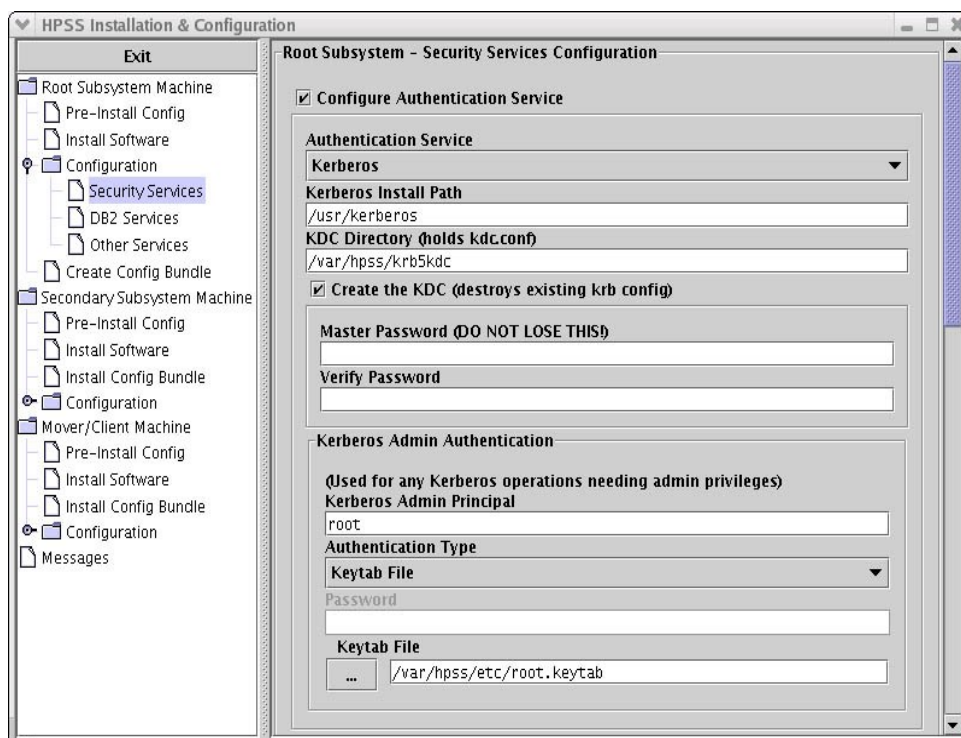 HPSS Installation & Configuration
Exit
Root Subsystem Machine
Pre-Install Config
Install Software
Configuration
Security Services
DB2 Services
Other Services
Create Config Bundle
Secondary Subsystem Machine
Pre-Install Config
Install Software
Install Config Bundle
Configuration
Mover/Client Machine
Pre-Install Config
Install Software
Install Config Bundle
Configuration
Messages
Root Subsystem - Security Services Configuration
Configure Authentication Service
Authentication Service
Kerberos
Kerberos Install Path
/usr/kerberos
KDC Directory (holds kdc.conf)
/var/hpss/krb5kdc
Create the KDC (destroys existing krb config)
Master Password (DO NOT LOSE THIS!)
Verify Password
Kerberos Admin Authentication
(Used for any Kerberos operations needing admin privileges)
Kerberos Admin Principal
root
Authentication Type
Keytab File
Password
Keytab File
... /var/hpss/etc/root.keytab